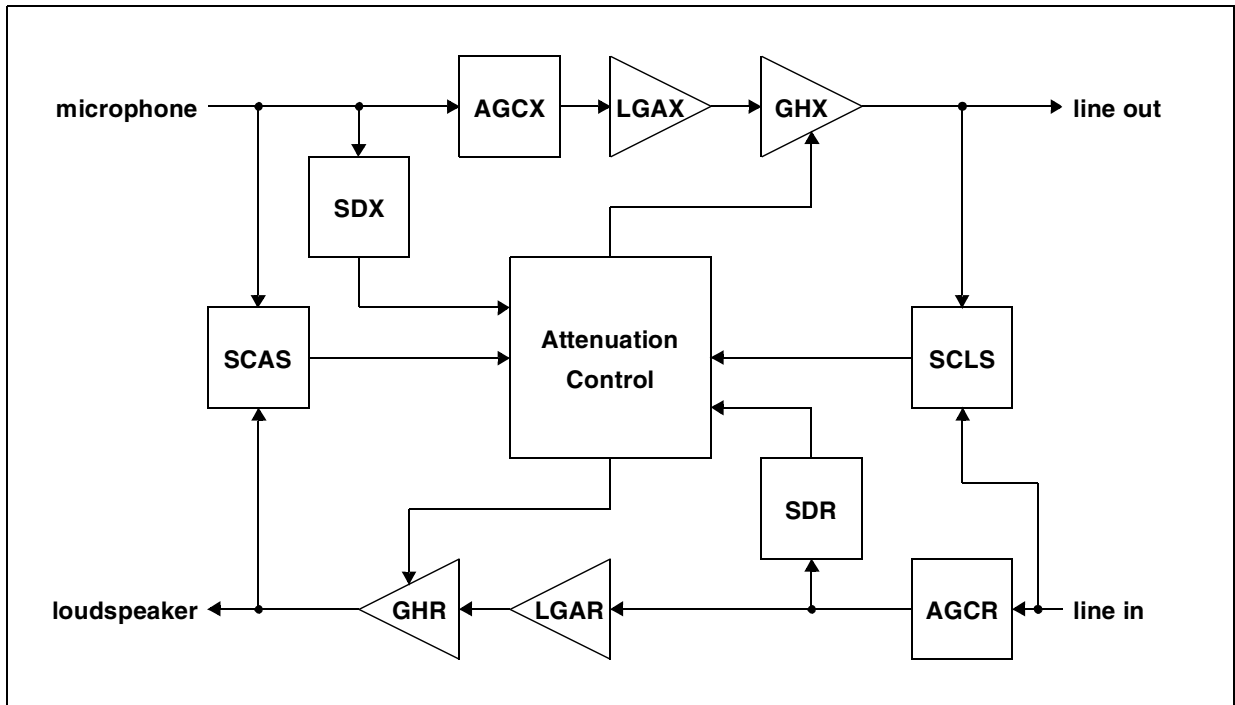 microphone
AGCX
LGAX
GHX
line out
SDX
SCAS
Attenuation
Control
SCLS
SDR
loudspeaker
GHR
LGAR
AGCR
line in